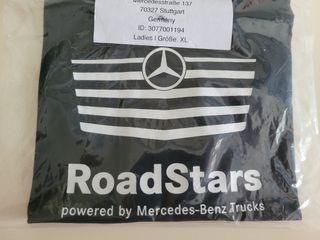 Mercedesstraße 137
70327 Stuttgart
Germany
ID: 3077001194
Ladies | Größe: XL
RoadStars
powered by Mercedes-Benz Trucks